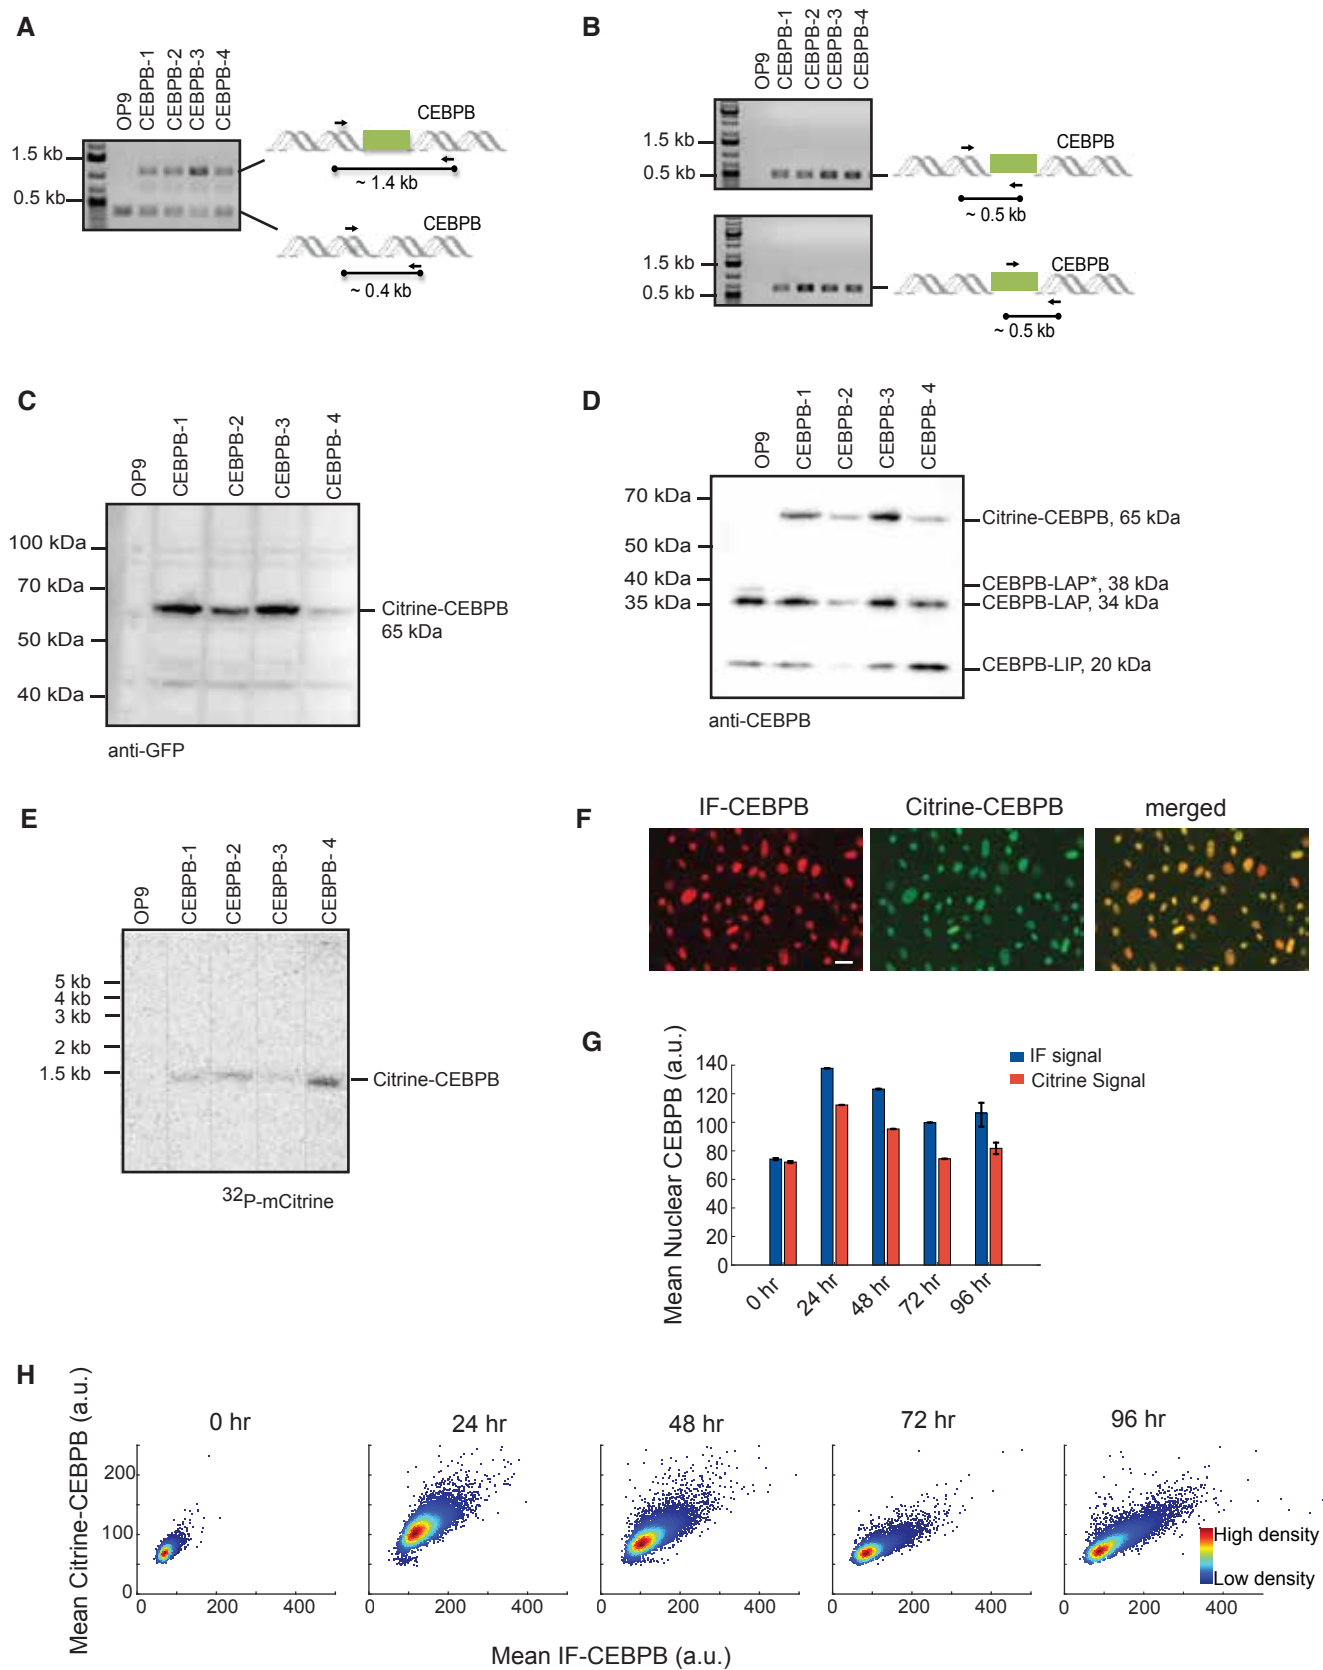 A
OP9
CEBPB-1
CEBPB-2
CEBPB-3
CEBPB-4
1.5 kb
0.5 kb
CEBPB
~ 1.4 kb
CEBPB
~ 0.4 kb
B
OP9
CEBPB-1
CEBPB-2
CEBPB-3
CEBPB-4
1.5 kb
0.5 kb
CEBPB
~ 0.5 kb
1.5 kb
0.5 kb
CEBPB
~ 0.5 kb
C
OP9
CEBPB-1
CEBPB-2
CEBPB-3
CEBPB- 4
100 kDa
70 kDa
50 kDa
40 kDa
Citrine-CEBPB
65 kDa
anti-GFP
D
OP9
CEBPB-1
CEBPB-2
CEBPB-3
CEBPB- 4
70 kDa
50 kDa
40 kDa
35 kDa
Citrine-CEBPB, 65 kDa
CEBPB-LAP*, 38 kDa
CEBPB-LAP, 34 kDa
CEBPB-LIP, 20 kDa
anti-CEBPB
E
OP9
CEBPB-1
CEBPB-2
CEBPB-3
CEBPB- 4
5 kb
4 kb
3 kb
2 kb
1.5 kb
Citrine-CEBPB
32P-mCitrine
F
IF-CEBPB
Citrine-CEBPB
merged
G
Mean Nuclear CEBPB (a.u.)
140
120
100
80
60
40
20
0
0 hr
24 hr
48 hr
72 hr
96 hr
IF signal
Citrine Signal
H
Mean Citrine-CEBPB (a.u.)
0 hr
24 hr
48 hr
72 hr
96 hr
200
100
0
0 200 400
0 200 400
0 200 400
0 200 400
0 200 400
High density
Low density
Mean IF-CEBPB (a.u.)